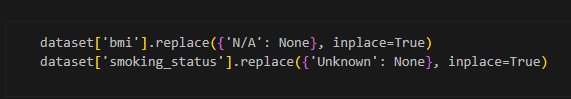 dataset['bmi'].replace({'N/A': None}, inplace=True)
dataset['smoking_status'].replace({'Unknown': None}, inplace=True)